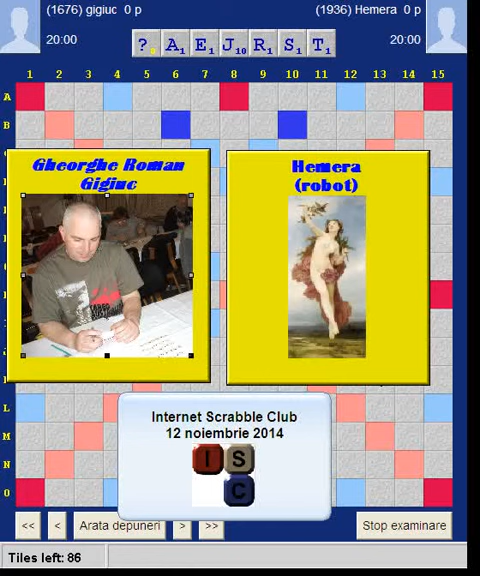 (1676) gigiuc 0 p
(1936) Hemera 0 p
20:00
? 0 A1 E1 J10 R1 S1 T1
20:00
1 2 3 4 5 6 7 8 9 10 11 12 13 14 15
A
B
Gheorghe Roman
Gigiuc
Hemera
(robot)
L
M
N
O
Internet Scrabble Club
12 noiembrie 2014
I S
C
<< < Arata depuneri > >> Stop examinare
Tiles left: 86